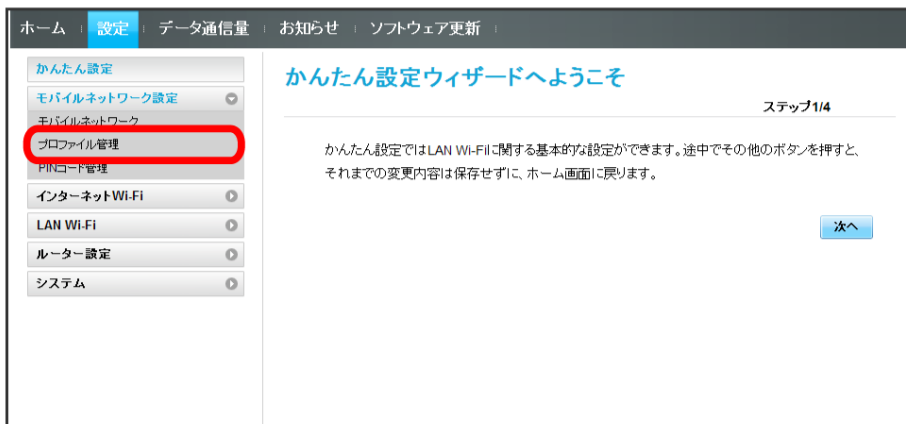 ホーム 設定 データ通信量 お知らせ ソフトウェア更新
かんたん設定
モバイルネットワーク設定
モバイルネットワーク
プロファイル管理
PINコード管理
インターネットWi-Fi
LAN Wi-Fi
ルーター設定
システム
かんたん設定ウィザードへようこそ
ステップ1/4
かんたん設定ではLAN Wi-Fiに関する基本的な設定ができます。途中でその他のボタンを押すと、
それまでの変更内容は保存せずに、ホーム画面に戻ります。
次へ